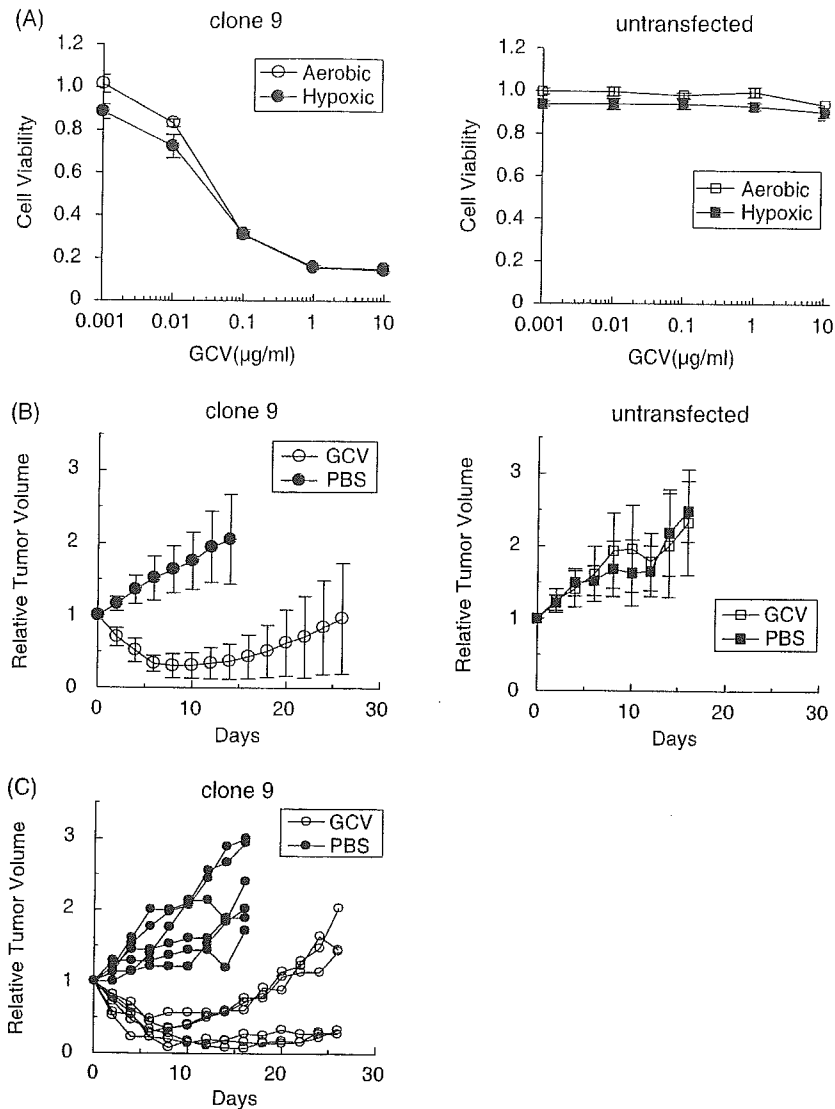 (A)
clone 9
1.2
1.0
0.8
0.6
0.4
0.2
0
Cell Viability
Aerobic
Hypoxic
0.001 0.01 0.1 1 10
GCV(μg/ml)
untransfected
1.2
1.0
0.8
0.6
0.4
0.2
0
Cell Viability
Aerobic
Hypoxic
0.001 0.01 0.1 1 10
GCV(μg/ml)
(B)
clone 9
3
2
1
0
Relative Tumor Volume
GCV
PBS
0 10 20 30
Days
untransfected
3
2
1
0
Relative Tumor Volume
GCV
PBS
0 10 20 30
Days
(C)
clone 9
3
2
1
0
Relative Tumor Volume
GCV
PBS
0 10 20 30
Days